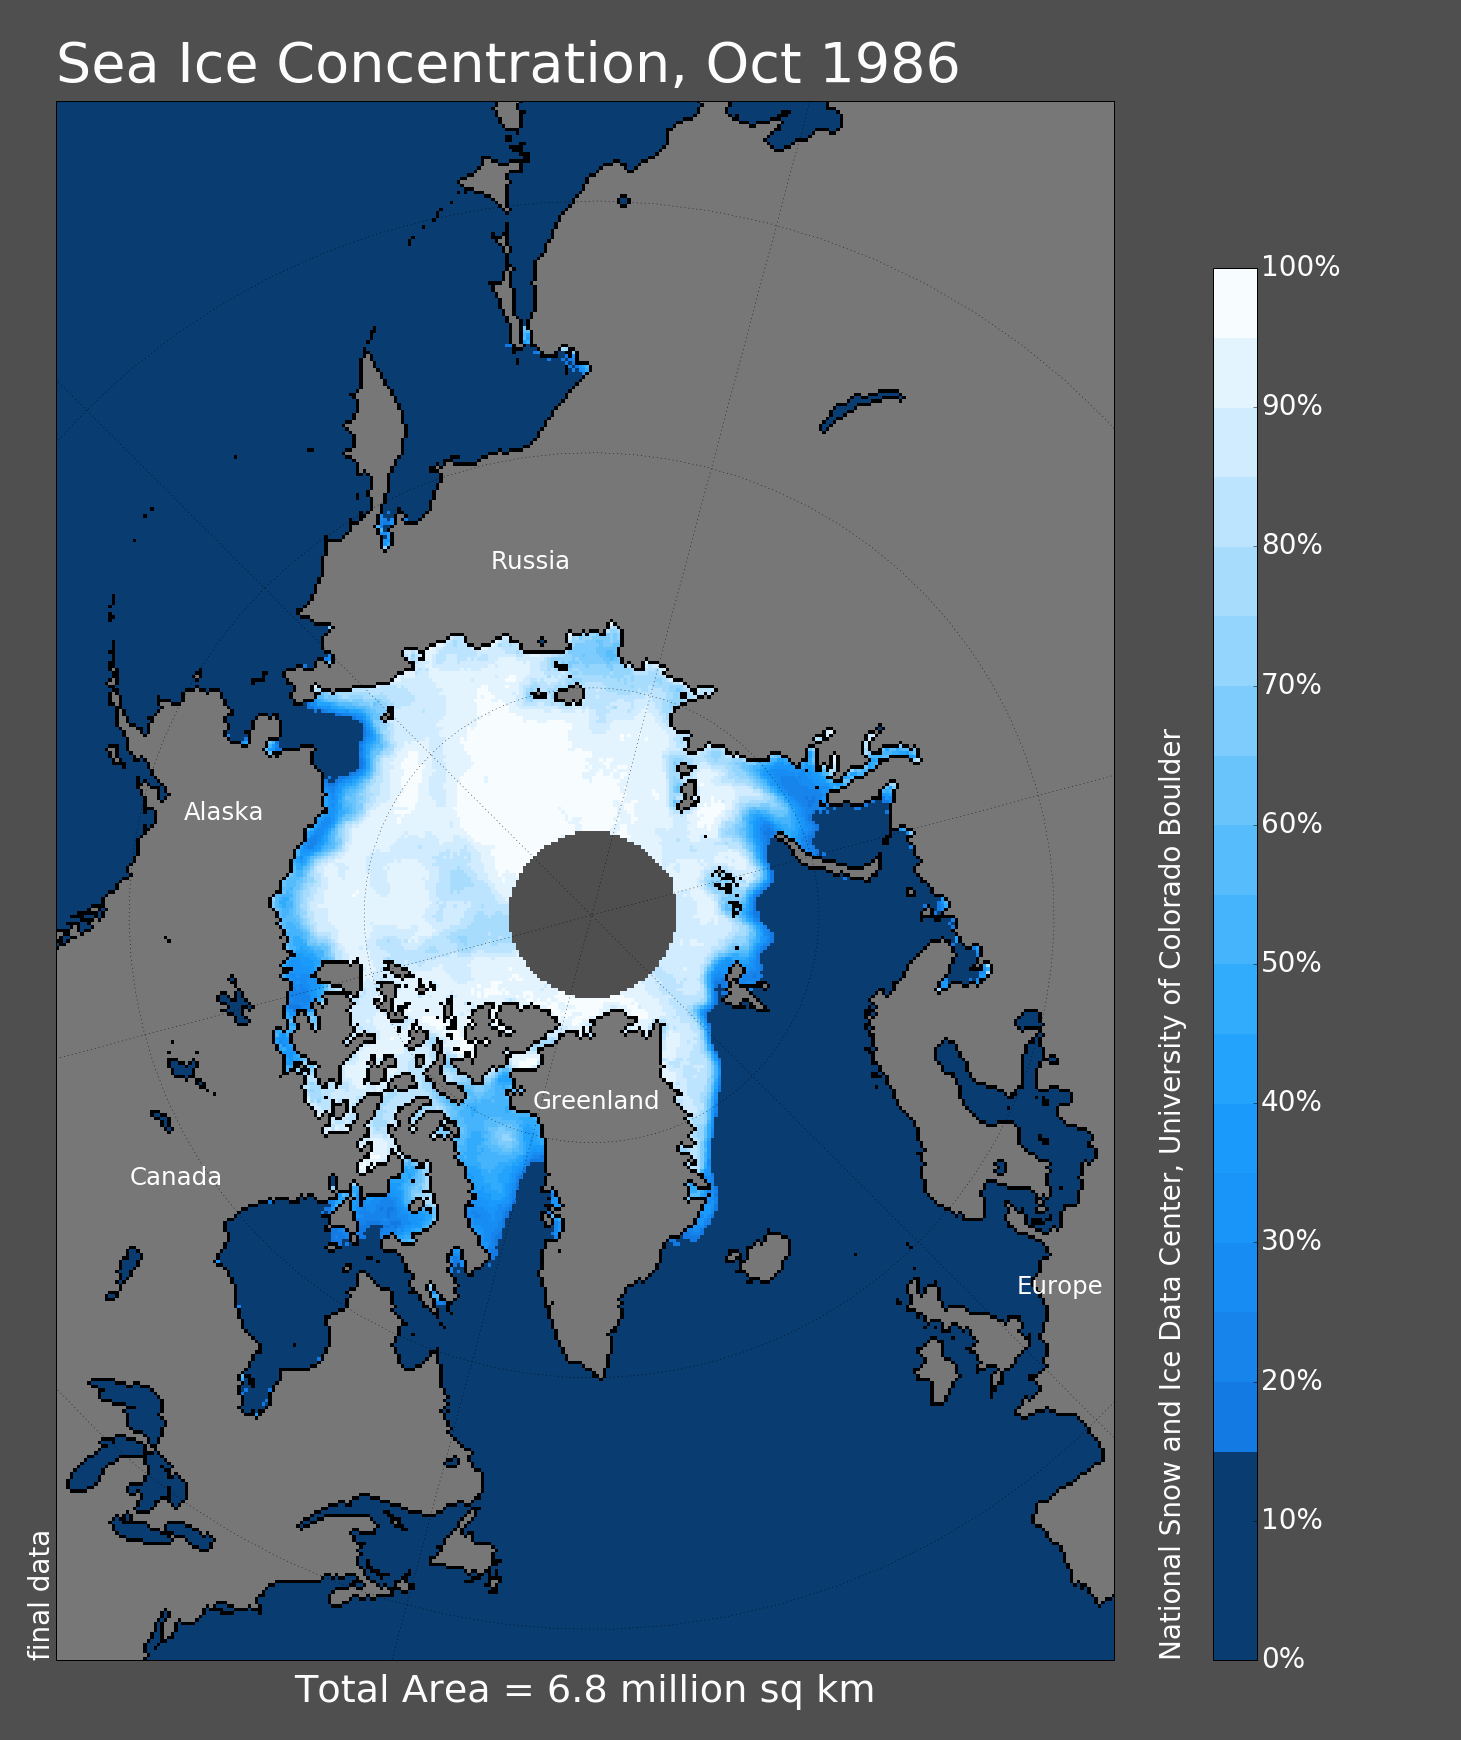 Sea Ice Concentration, Oct 1986
Russia
Alaska
Greenland
Canada
Europe
100%
90%
80%
70%
60%
50%
40%
30%
20%
10%
0%
National Snow and Ice Data Center, University of Colorado Boulder
final data
Total Area = 6.8 million sq km